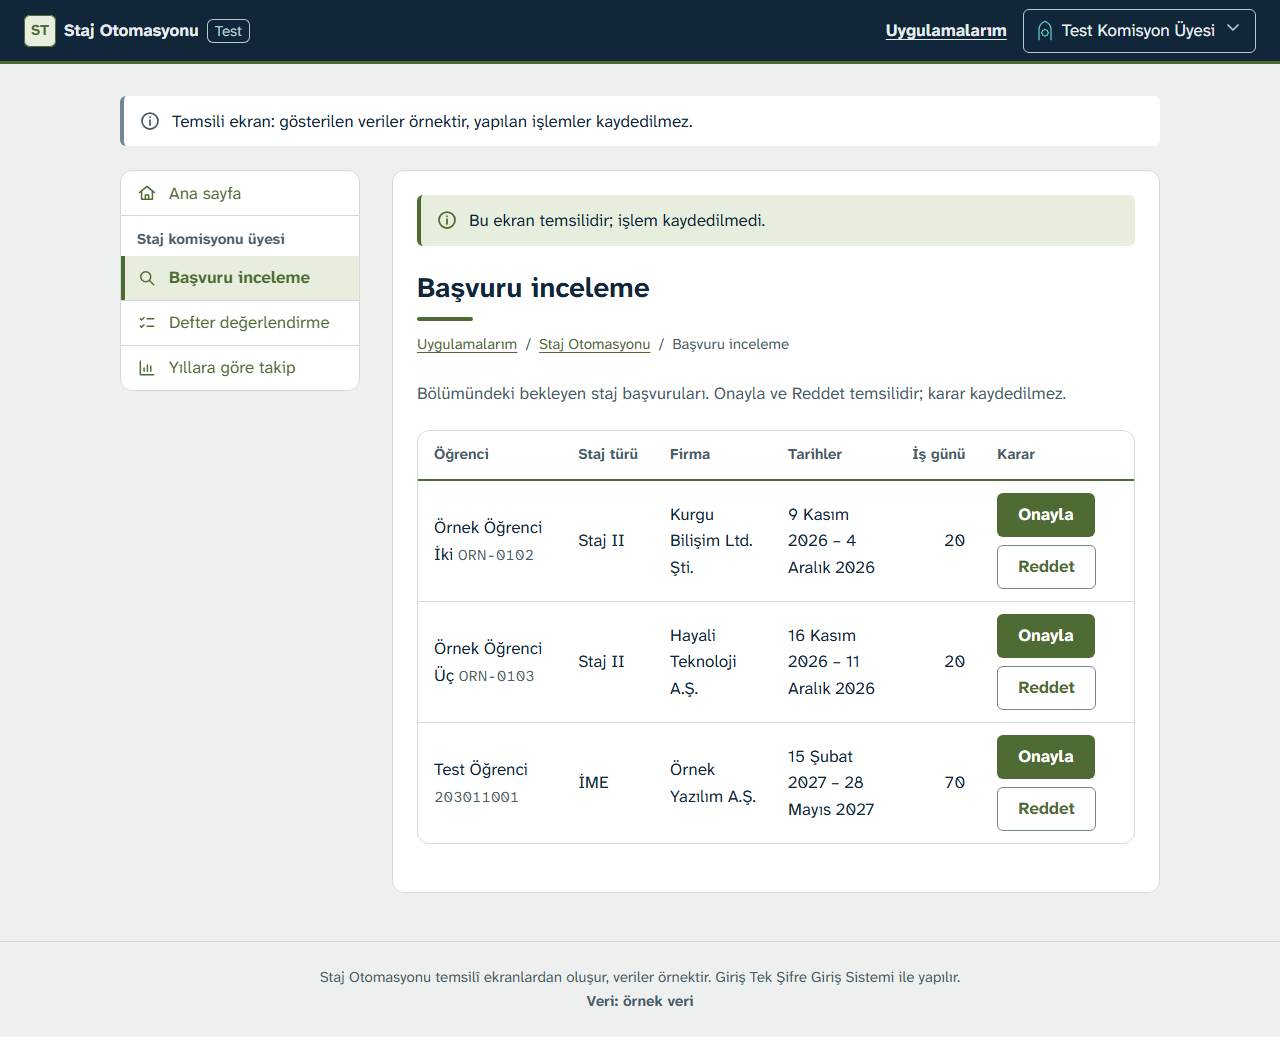 ST Staj Otomasyonu Test
Uygulamalarım
Test Komisyon Üyesi
Temsili ekran: gösterilen veriler örnektir, yapılan işlemler kaydedilmez.
Ana sayfa
Staj komisyonu üyesi
Başvuru inceleme
Defter değerlendirme
Yıllara göre takip
Bu ekran temsilidir; işlem kaydedilmedi.
Başvuru inceleme
Uygulamalarım / Staj Otomasyonu / Başvuru inceleme
Bölümündeki bekleyen staj başvuruları. Onayla ve Reddet temsilidir; karar kaydedilmez.
Öğrenci Staj türü Firma Tarihler İş günü Karar
Örnek Öğrenci
İki ORN-0102
Staj II
Kurgu
Bilişim Ltd.
Şti.
9 Kasım
2026 – 4
Aralık 2026
20
Onayla
Reddet
Örnek Öğrenci
Üç ORN-0103
Staj II
Hayali
Teknoloji
A.Ş.
16 Kasım
2026 – 11
Aralık 2026
20
Onayla
Reddet
Test Öğrenci
203011001
İME
Örnek
Yazılım A.Ş.
15 Şubat
2027 – 28
Mayıs 2027
70
Onayla
Reddet
Staj Otomasyonu temsilî ekranlardan oluşur, veriler örnektir. Giriş Tek Şifre Giriş Sistemi ile yapılır.
Veri: örnek veri